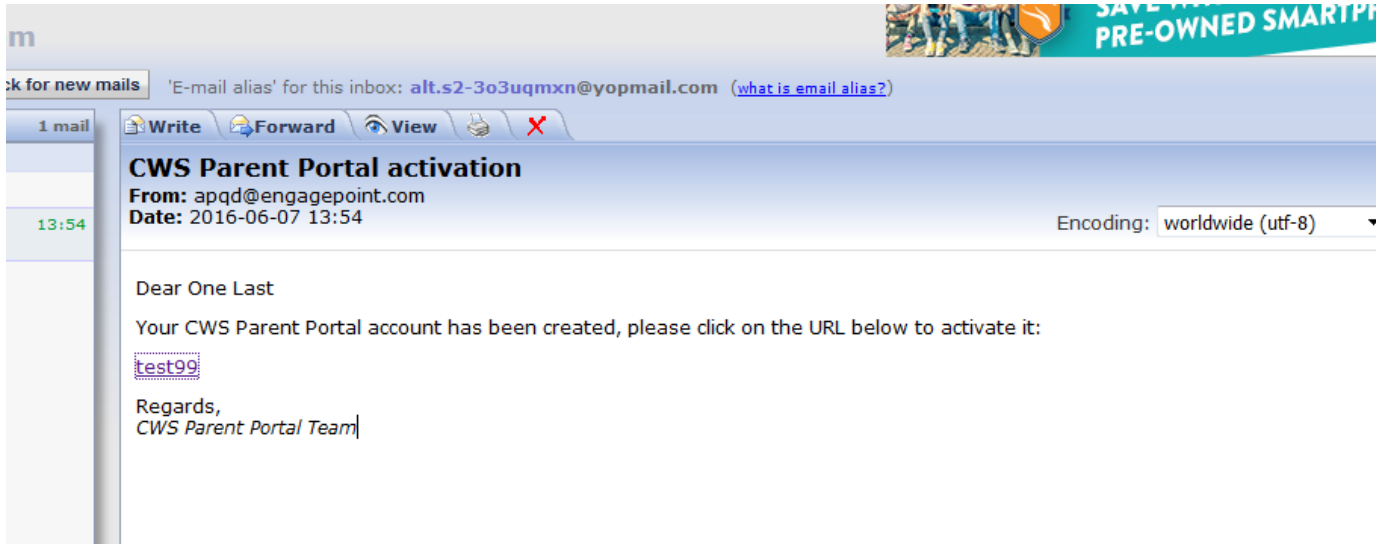 m
PRE-OWNED
ck for new mails 'E-mail alias' for this inbox: alt.s2-3o3uqmxn@yopmail.com (what is email alias?)
1 mail Write Forward View
CWS Parent Portal activation
From: apqd@engagepoint.com
13:54 Date: 2016-06-07 13:54
Encoding: worldwide (utf-8)
Dear One Last
Your CWS Parent Portal account has been created, please click on the URL below to activate it:
test99
Regards,
CWS Parent Portal Team